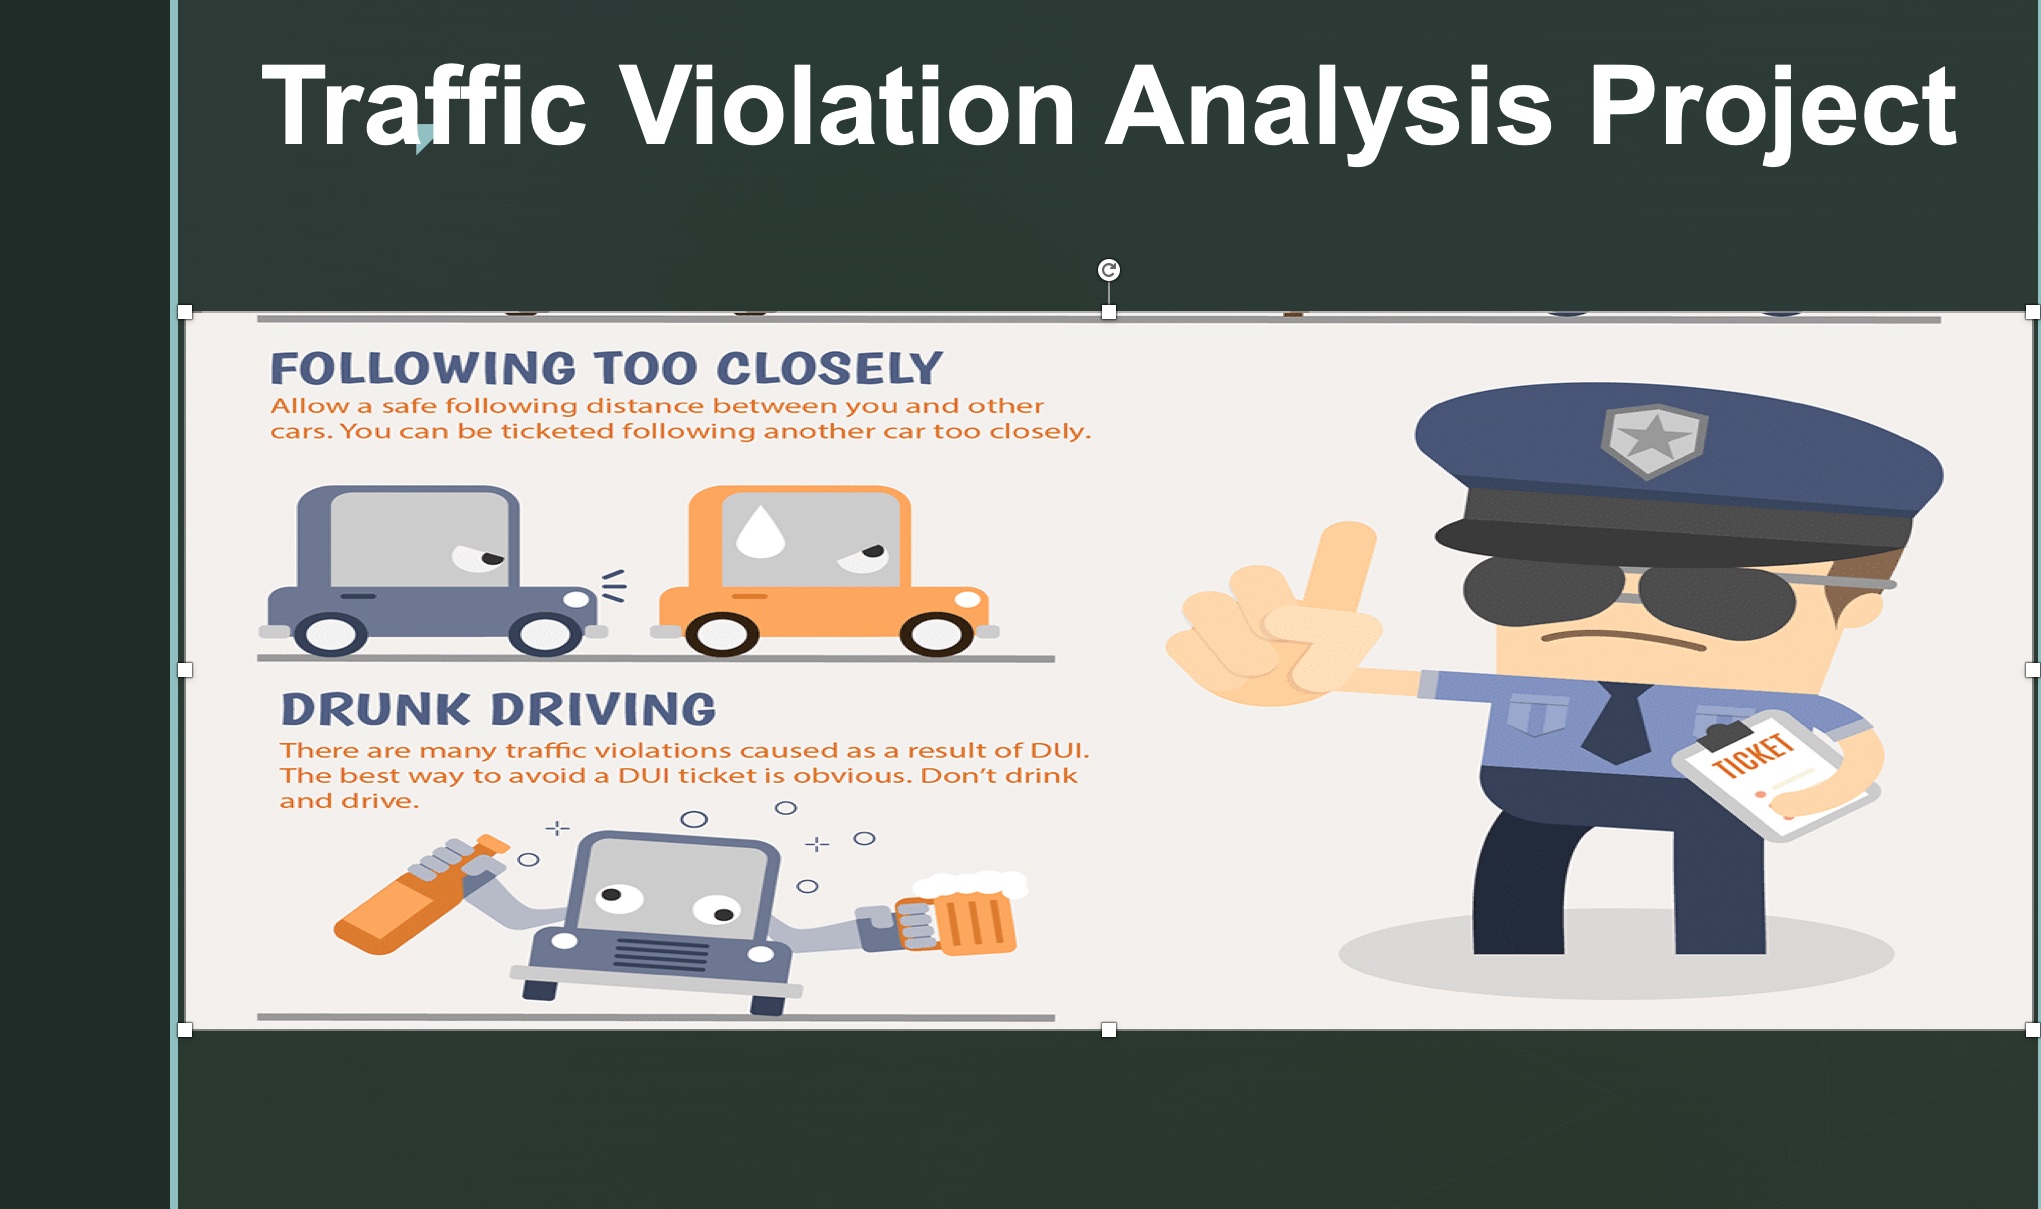 Traffic Violation Analysis Project
FOLLOWING TOO CLOSELY
Allow a safe following distance between you and other
cars. You can be ticketed following another car too closely.
DRUNK DRIVING
There are many traffic violations caused as a result of DUI.
The best way to avoid a DUI ticket is obvious. Don’t drink
and drive.
TICKET